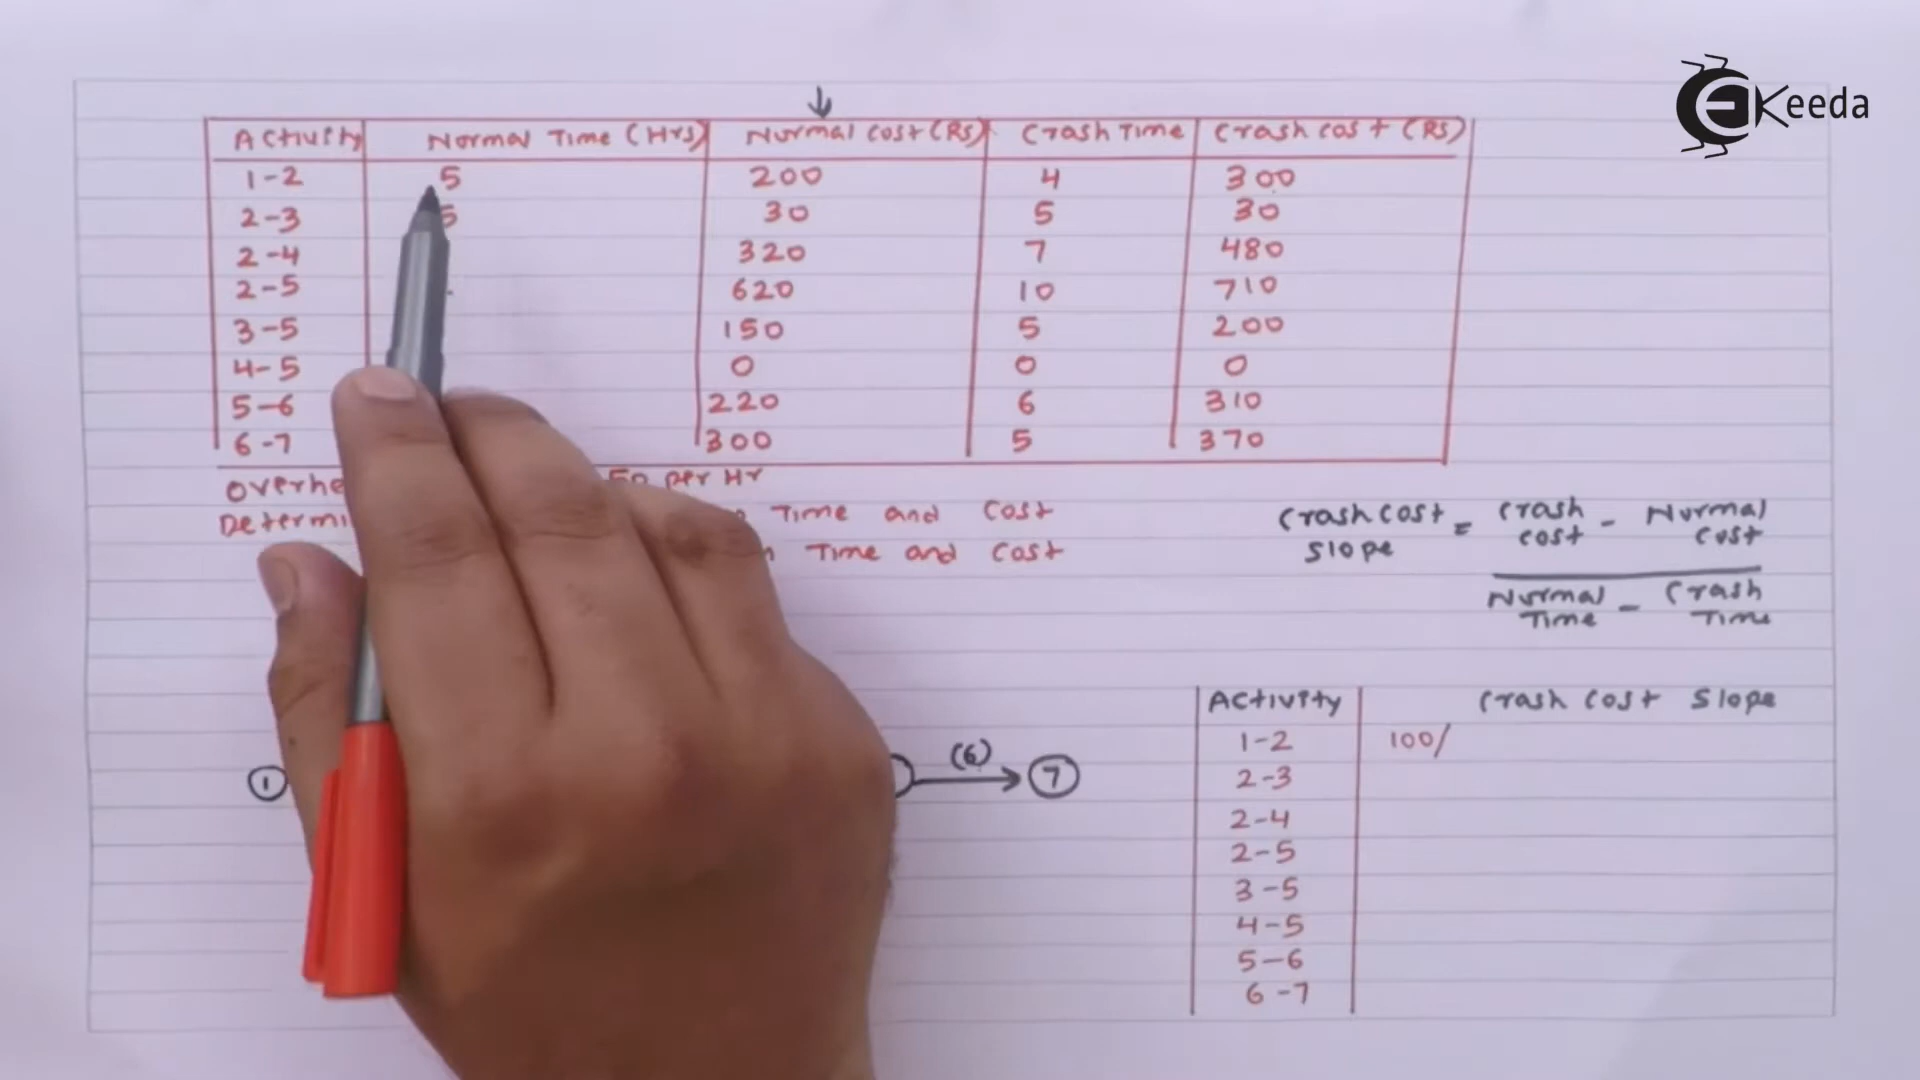 EKeeda
Activity Normal Time (Hrs) Normal cost (Rs) Crash Time Crash cost (Rs)
1-2 5 200 4 300
2-3 5 30 5 30
2-4 320 7 480
2-5 620 10 710
3-5 150 5 200
4-5 0 0 0
5-6 220 6 310
6-7 300 5 370
50 per Hr
Time and Cost
Time and Cost
Crash cost slope = Crash cost - Normal cost
Normal Time - Crash Time
Activity Crash Cost Slope
1-2 100/
2-3
2-4
2-5
3-5
4-5
5-6
6-7
1 (6) 7